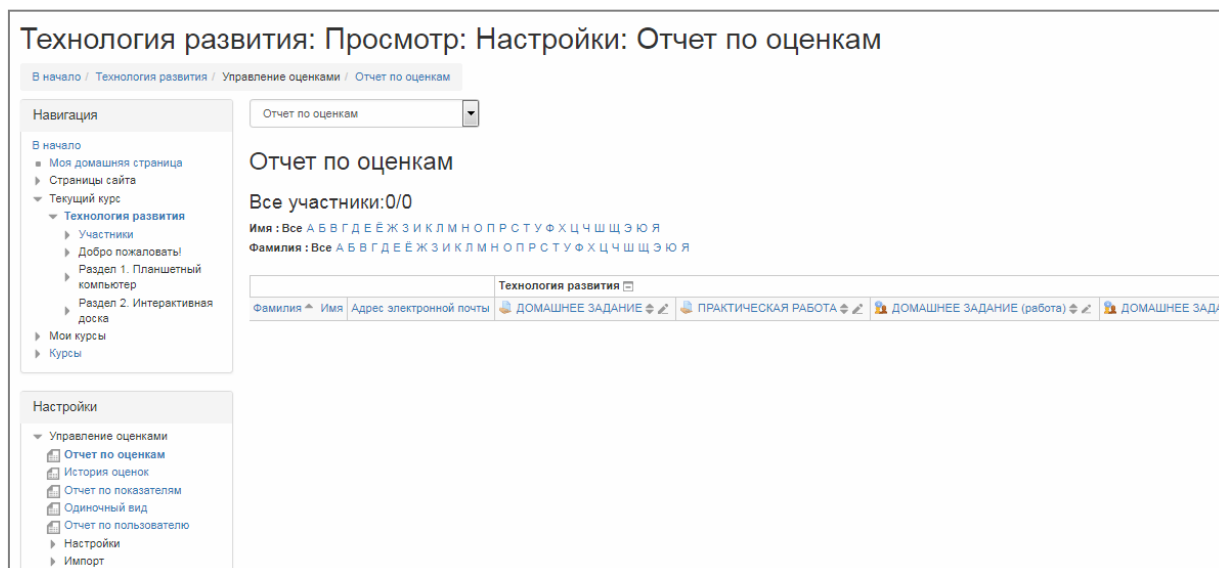 Технология развития: Просмотр: Настройки: Отчет по оценкам
В начало / Технология развития / Управление оценками / Отчет по оценкам
Навигация
В начало
Моя домашняя страница
Страницы сайта
Текущий курс
Технология развития
Участники
Добро пожаловать!
Раздел 1. Планшетный
компьютер
Раздел 2. Интерактивная
доска
Мои курсы
Курсы
Настройки
Управление оценками
Отчет по оценкам
История оценок
Отчет по показателям
Одиночный вид
Отчет по пользователю
Настройки
Импорт
Отчет по оценкам
Отчет по оценкам
Все участники:0/0
Имя : Все А Б В Г Д Е Ё Ж З И К Л М Н О П Р С Т У Ф Х Ц Ч Ш Щ Э Ю Я
Фамилия : Все А Б В Г Д Е Ё Ж З И К Л М Н О П Р С Т У Ф Х Ц Ч Ш Щ Э Ю Я
Технология развития
Фамилия Имя Адрес электронной почты ДОМАШНЕЕ ЗАДАНИЕ ПРАКТИЧЕСКАЯ РАБОТА ДОМАШНЕЕ ЗАДАНИЕ (работа) ДОМАШНЕЕ ЗАДА